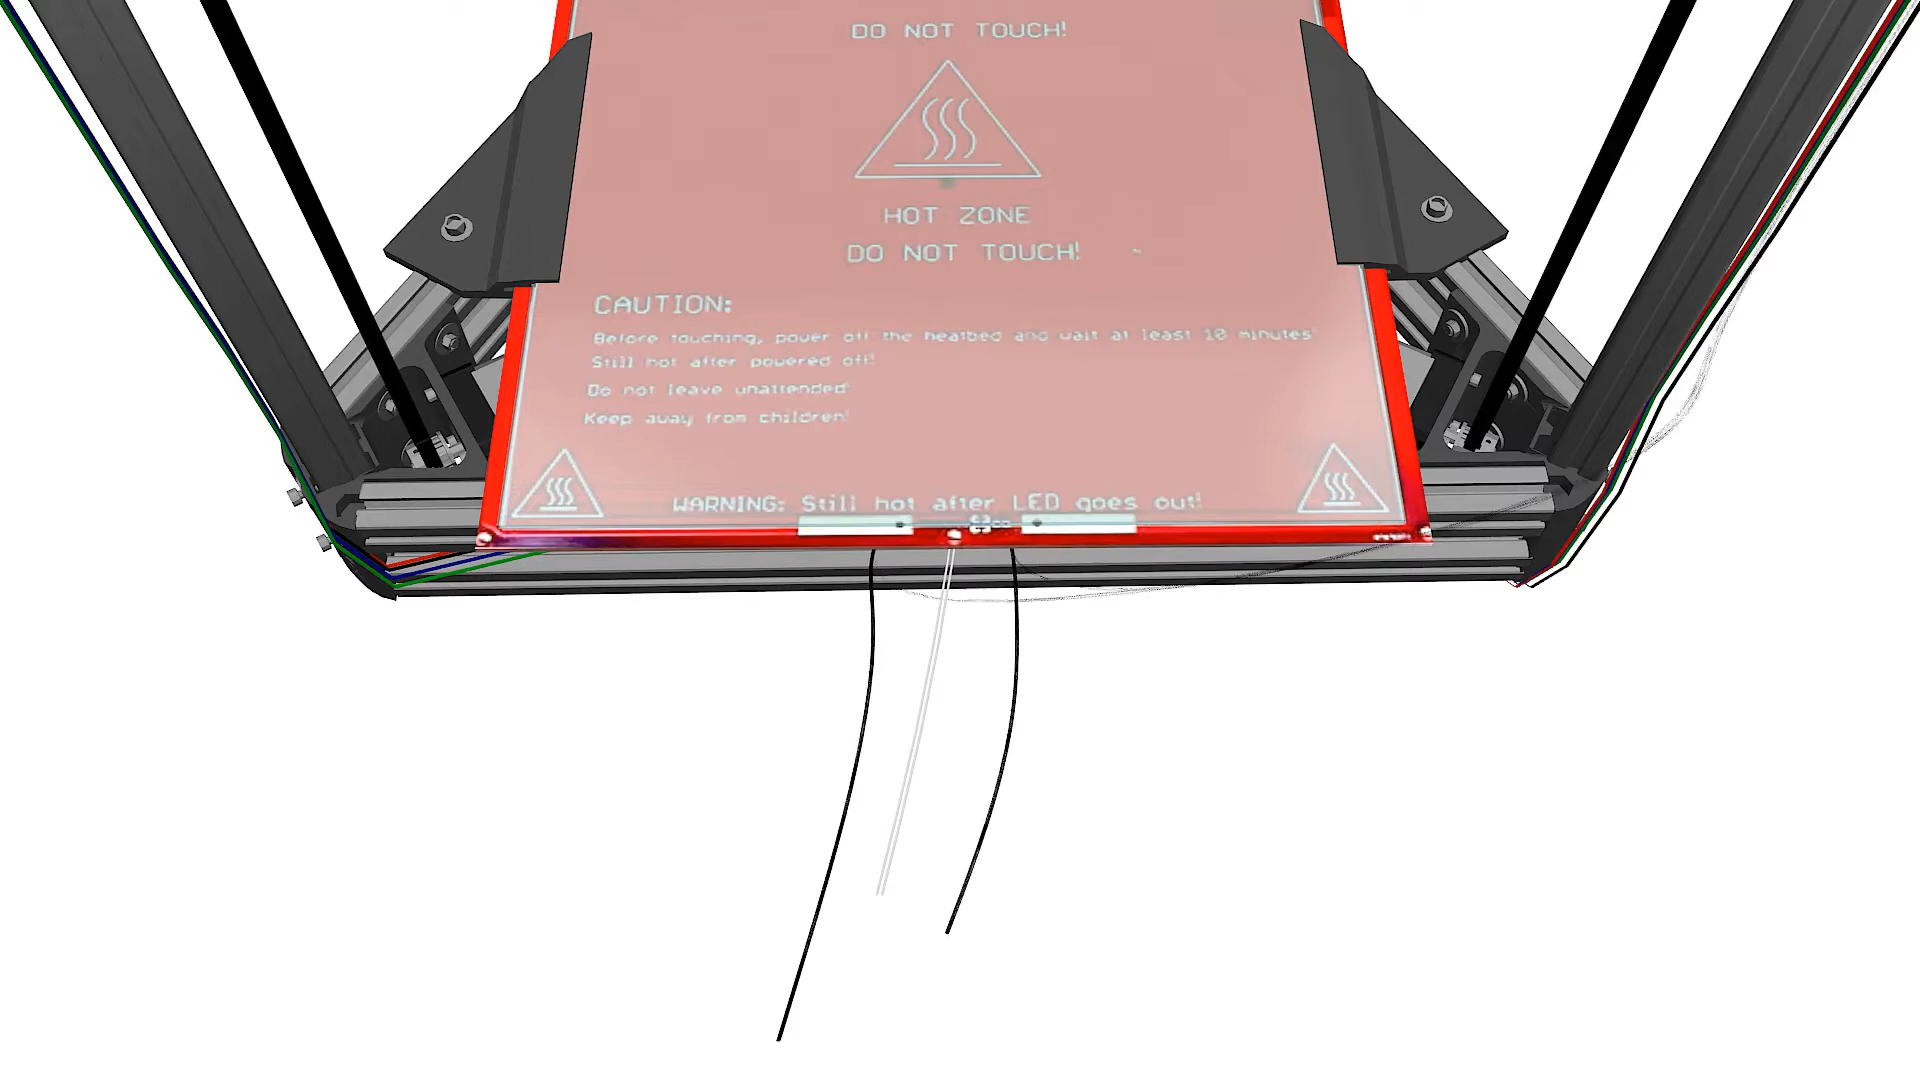 DO NOT TOUCH!
HOT ZONE
DO NOT TOUCH!
CAUTION:
Before touching, power off the heatbed and wait at least 10 minutes!
Still hot after powered off!
Do not leave unattended!
Keep away from children!
WARNING: Still hot after LED goes out!